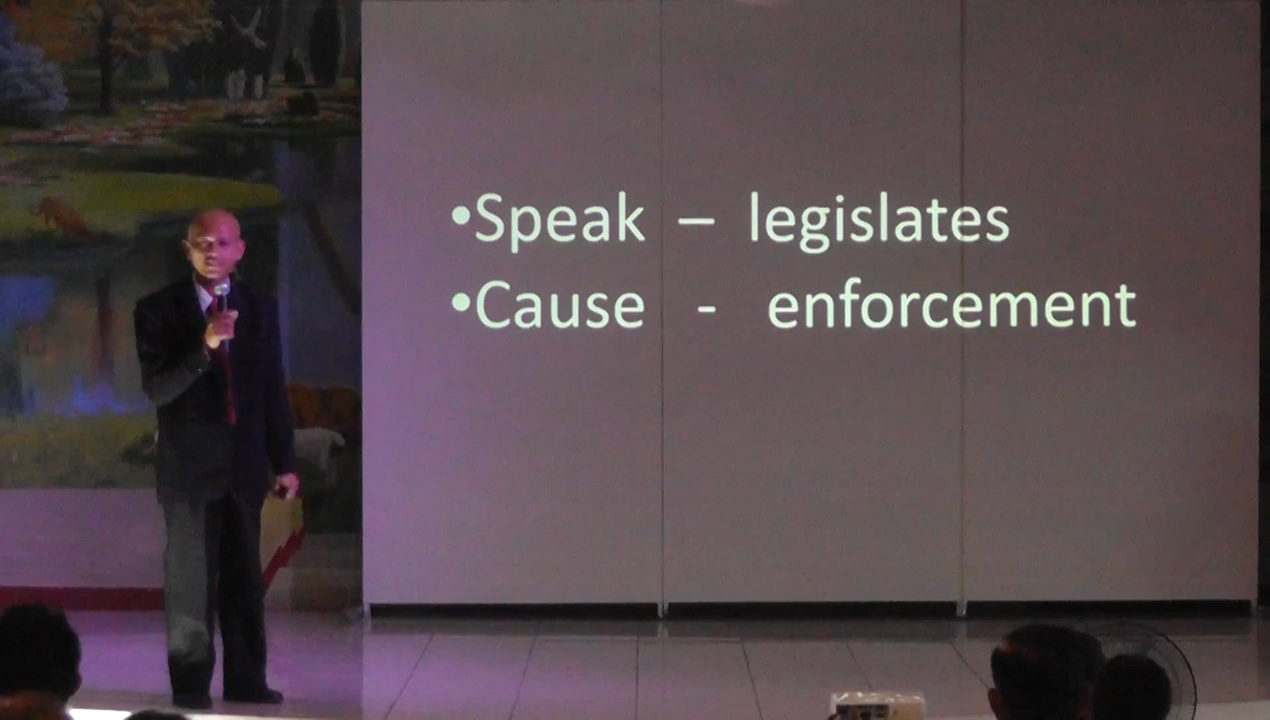 •Speak – legislates
•Cause - enforcement